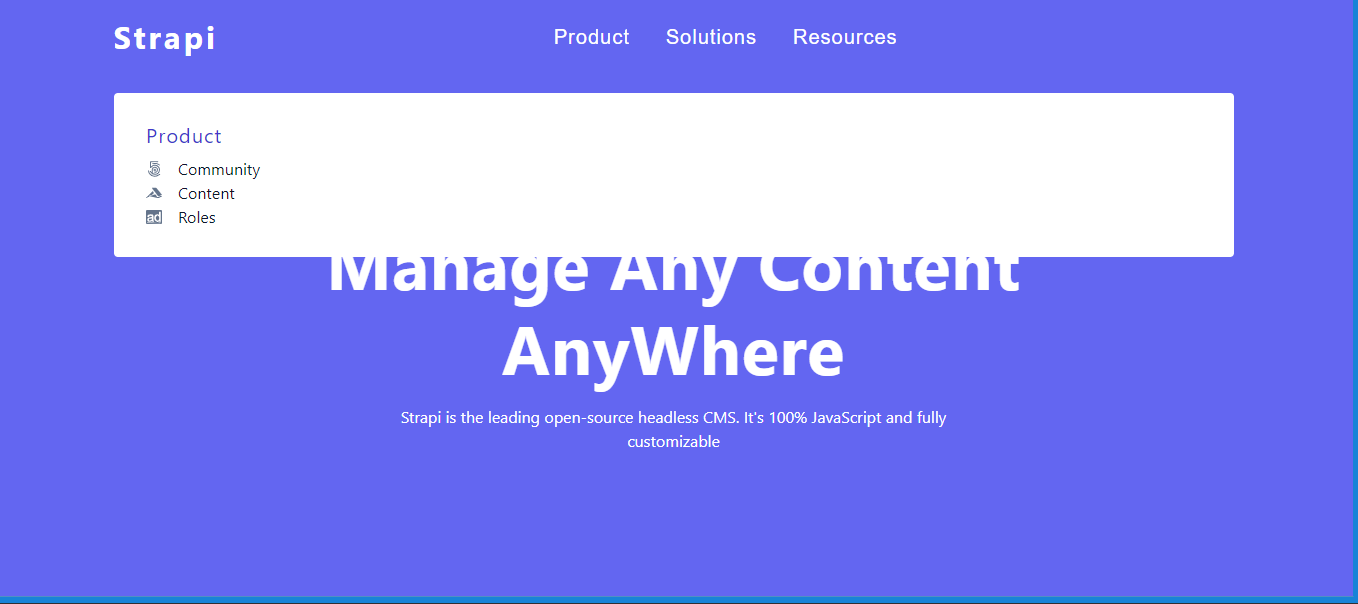 Strapi
Product Solutions Resources
Product
Community
Content
ad Roles
Manage Any Content
AnyWhere
Strapi is the leading open-source headless CMS. It's 100% JavaScript and fully
customizable